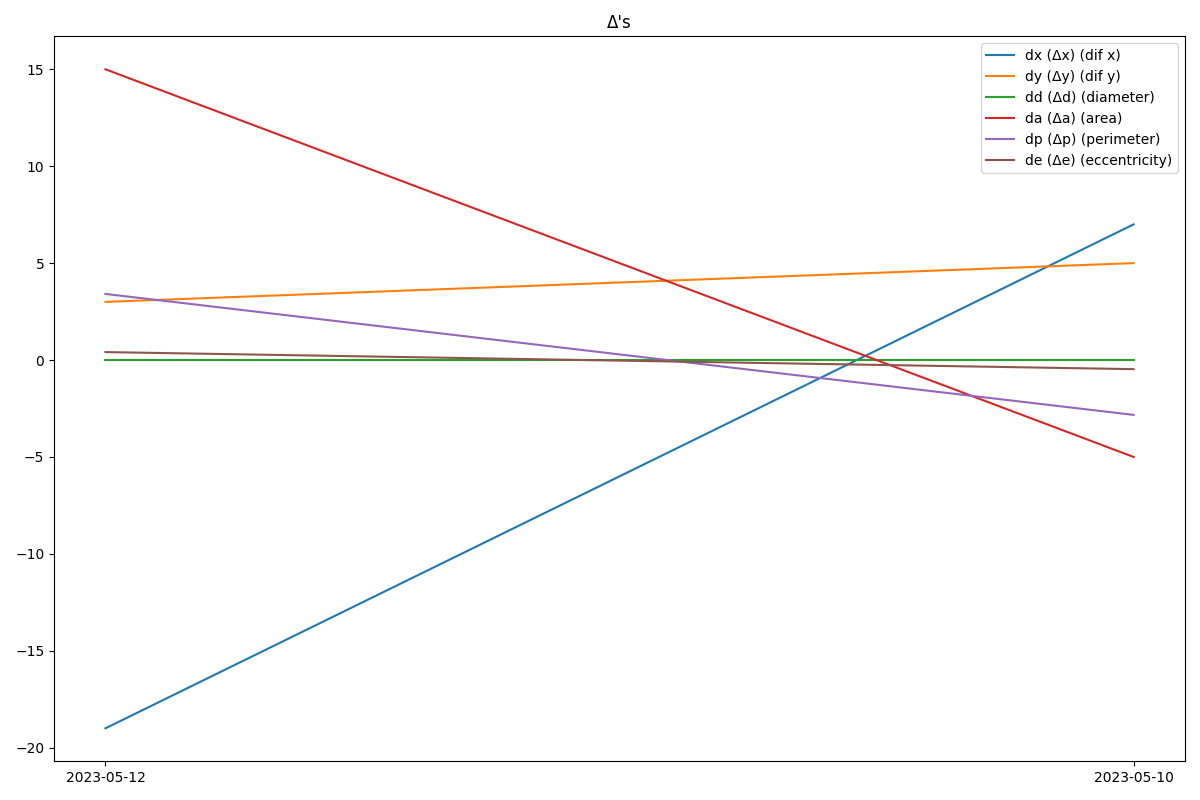 Δ's
dx (Δx) (dif x)
dy (Δy) (dif y)
dd (Δd) (diameter)
da (Δa) (area)
dp (Δp) (perimeter)
de (Δe) (eccentricity)
15
10
5
0
−5
−10
−15
−20
2023-05-12
2023-05-10